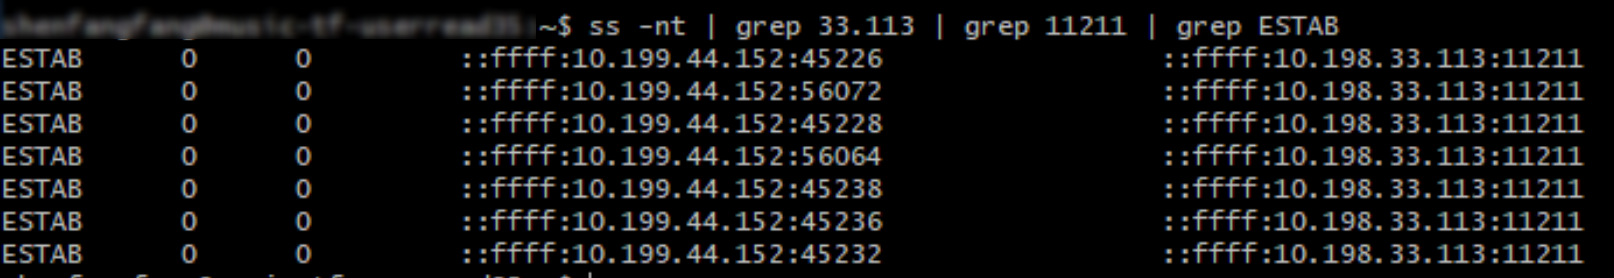 ~$ ss -nt | grep 33.113 | grep 11211 | grep ESTAB
ESTAB 0 0 ::ffff:10.199.44.152:45226 ::ffff:10.198.33.113:11211
ESTAB 0 0 ::ffff:10.199.44.152:56072 ::ffff:10.198.33.113:11211
ESTAB 0 0 ::ffff:10.199.44.152:45228 ::ffff:10.198.33.113:11211
ESTAB 0 0 ::ffff:10.199.44.152:56064 ::ffff:10.198.33.113:11211
ESTAB 0 0 ::ffff:10.199.44.152:45238 ::ffff:10.198.33.113:11211
ESTAB 0 0 ::ffff:10.199.44.152:45236 ::ffff:10.198.33.113:11211
ESTAB 0 0 ::ffff:10.199.44.152:45232 ::ffff:10.198.33.113:11211